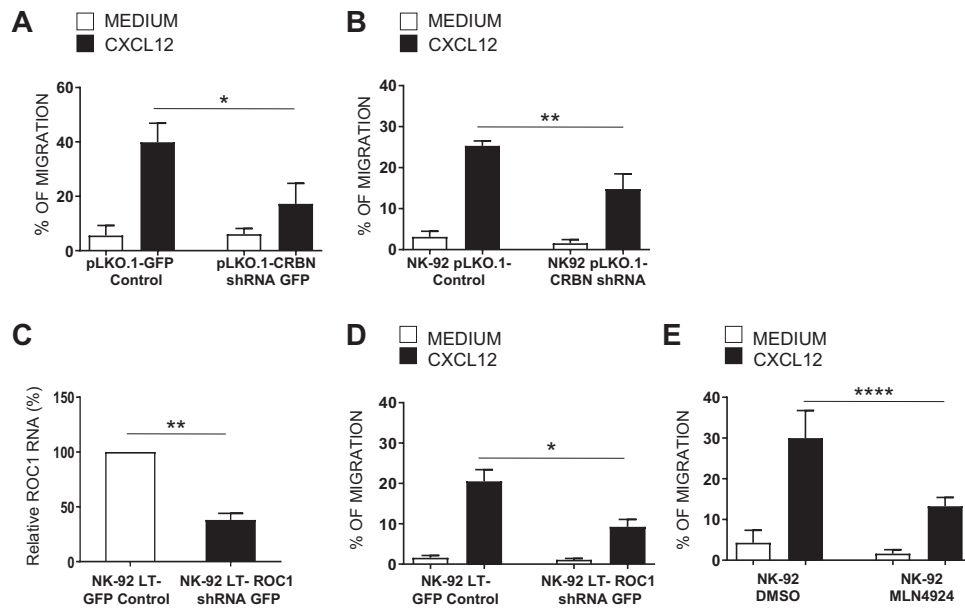 A
MEDIUM
CXCL12
% OF MIGRATION
60
40
20
0
*
pLKO.1-GFP
Control
pLKO.1-CRBN
shRNA GFP
B
MEDIUM
CXCL12
% OF MIGRATION
40
30
20
10
0
**
NK-92 pLKO.1-
Control
NK92 pLKO.1-
CRBN shRNA
C
Relative ROC1 RNA (%)
150
100
50
0
**
NK-92 LT-
GFP Control
NK-92 LT- ROC1
shRNA GFP
D
MEDIUM
CXCL12
% OF MIGRATION
40
30
20
10
0
*
NK-92 LT-
GFP Control
NK-92 LT- ROC1
shRNA GFP
E
MEDIUM
CXCL12
% OF MIGRATION
40
30
20
10
0
****
NK-92
DMSO
NK-92
MLN4924